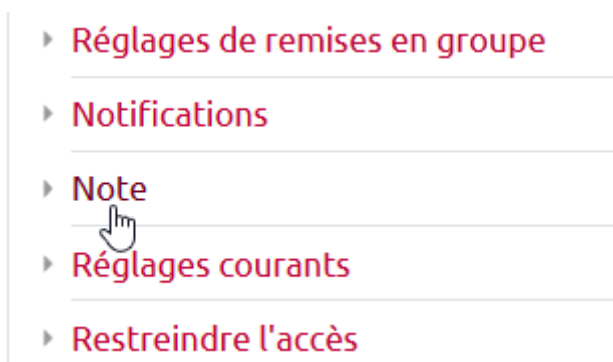 Réglages de remises en groupe
Notifications
Note
Réglages courants
Restreindre l'accès